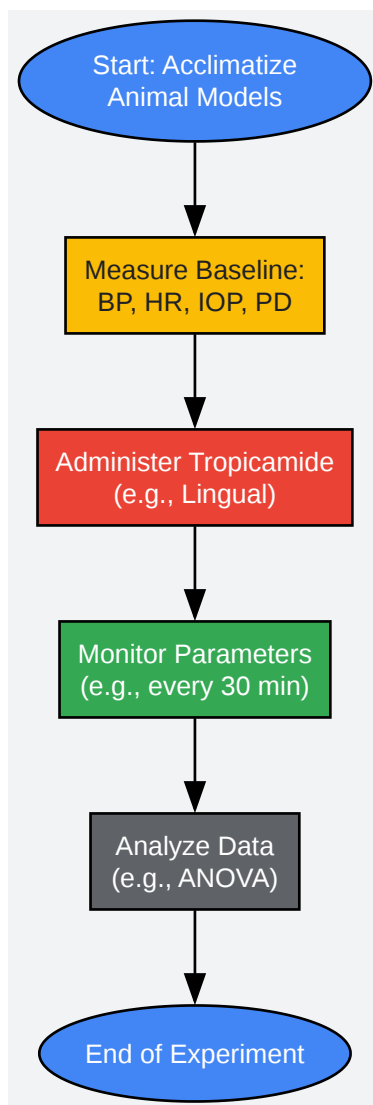 Start: Acclimatize
Animal Models
Measure Baseline:
BP, HR, IOP, PD
Administer Tropicamide
(e.g., Lingual)
Monitor Parameters
(e.g., every 30 min)
Analyze Data
(e.g., ANOVA)
End of Experiment